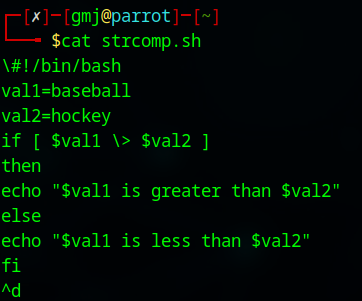 ┌─[✗]─[gmj@parrot]─[~]
└──╼ $cat strcomp.sh
\#!/bin/bash
val1=baseball
val2=hockey
if [ $val1 \> $val2 ]
then
echo "$val1 is greater than $val2"
else
echo "$val1 is less than $val2"
fi
^d